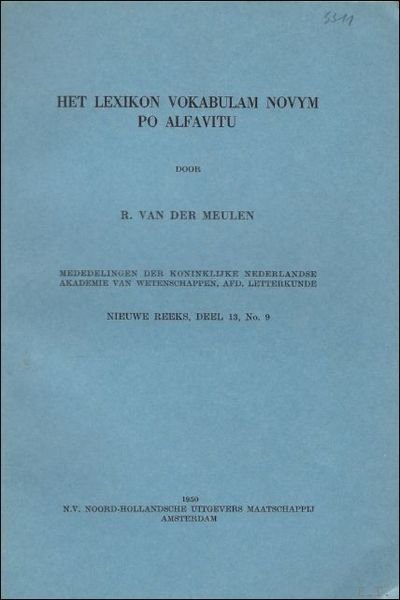 5511
HET LEXIKON VOKABULAM NOVYM
PO ALFAVITU
DOOR
R. VAN DER MEULEN
MEDEDELINGEN DER KONINKLIJKE NEDERLANDSE
AKADEMIE VAN WETENSCHAPPEN, AFD. LETTERKUNDE
NIEUWE REEKS, DEEL 13, No. 9
1950
N.V. NOORD-HOLLANDSCHE UITGEVERS MAATSCHAPPIJ
AMSTERDAM